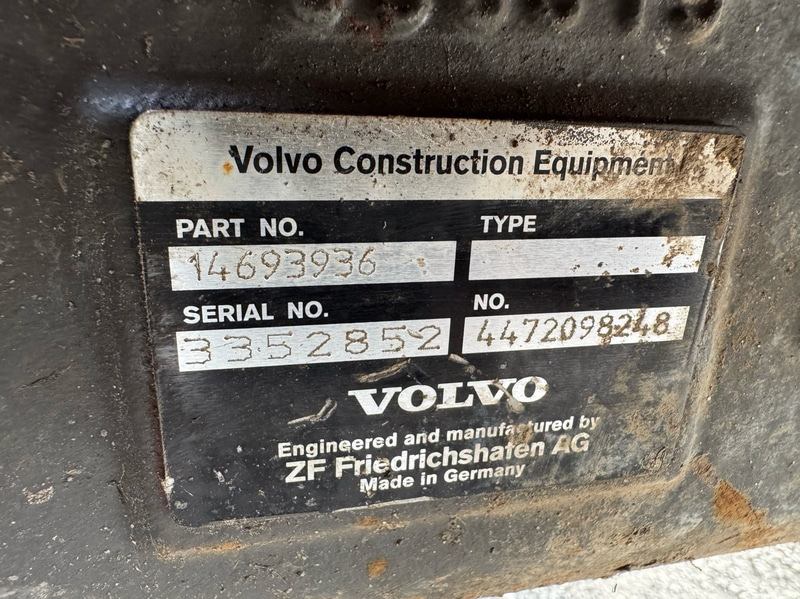 Volvo Construction Equipment
PART NO. TYPE
14693936
SERIAL NO. NO.
3352852 4472098248
VOLVO
Engineered and manufactured by
ZF Friedrichshafen AG
Made in Germany